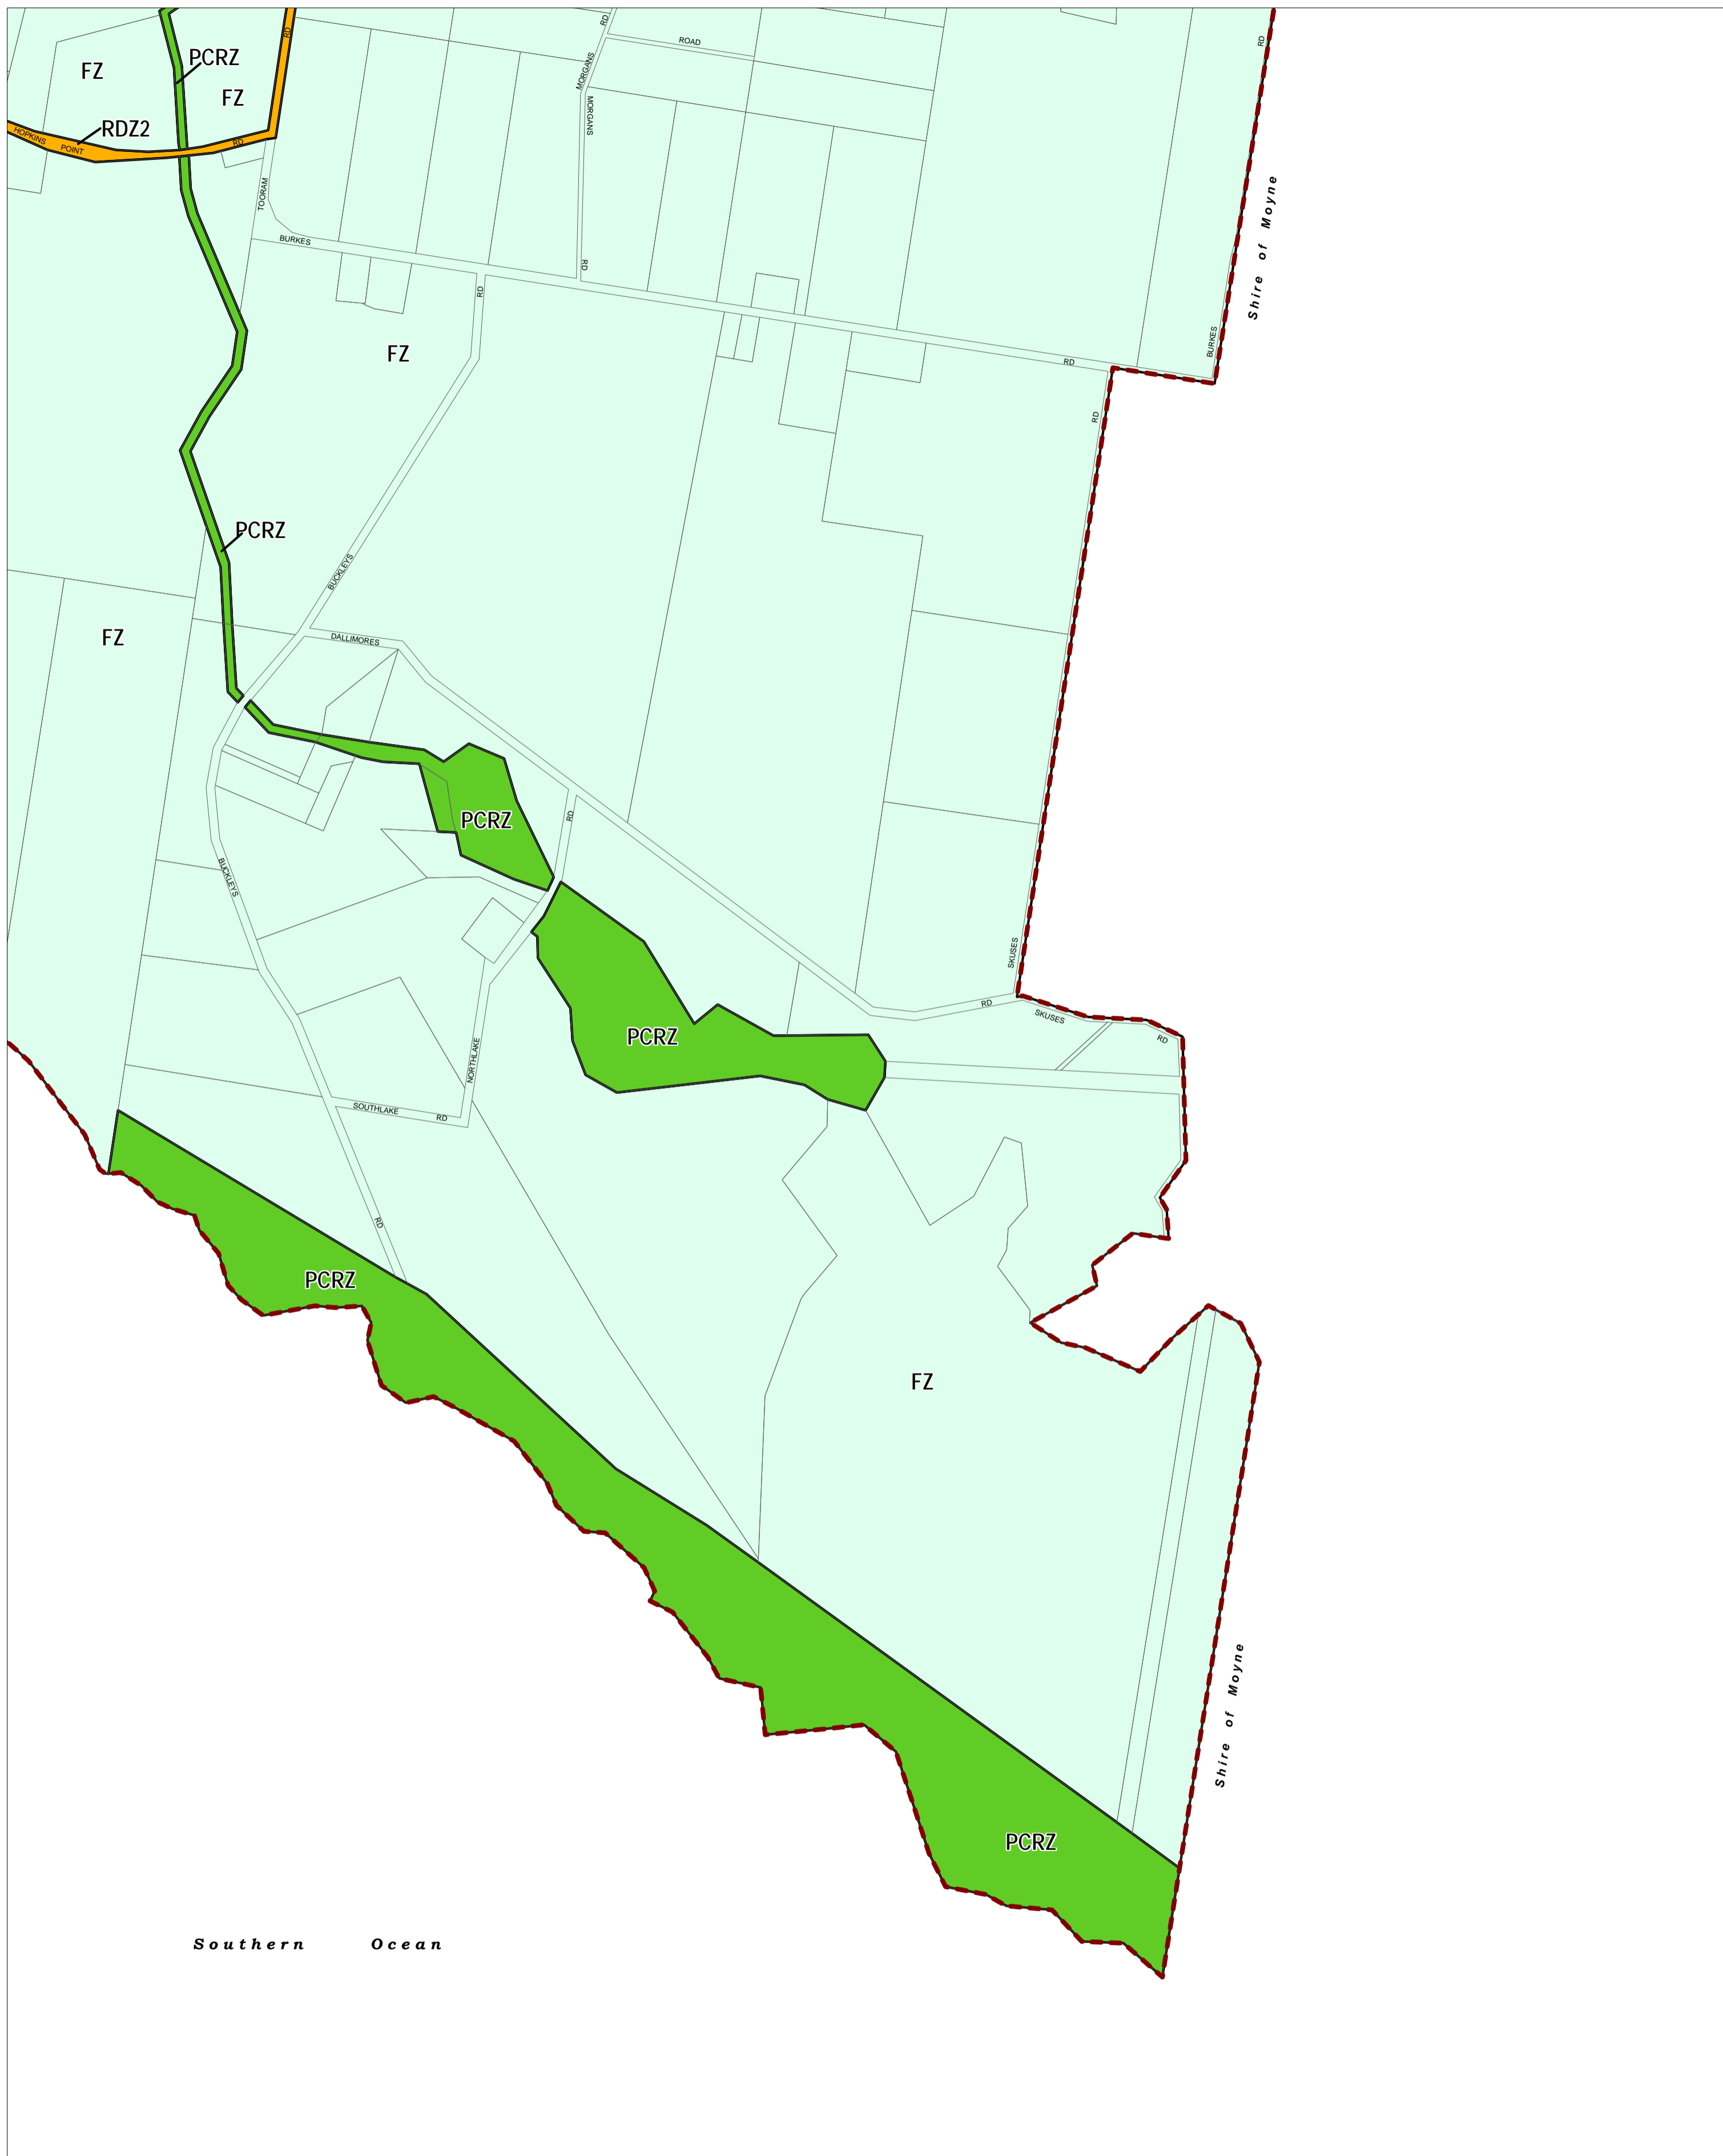 RD
RD
ROAD
RD
PCRZ
FZ
MORGANS
FZ
MORGANS
RDZ2
HOPKINS
POINT
RD
TOORAM
Shire of Moyne
BURKES
RD
RD
BURKES
FZ
RD
RD
PCRZ
BUCKLEYS
FZ
DALLIMORES
RD
PCRZ
BUCKLEYS
SKUSES
RD
SKUSES
RD
PCRZ
NORTHLAKE
SOUTHLAKE
RD
RD
PCRZ
FZ
Shire of Moyne
PCRZ
Southern Ocean